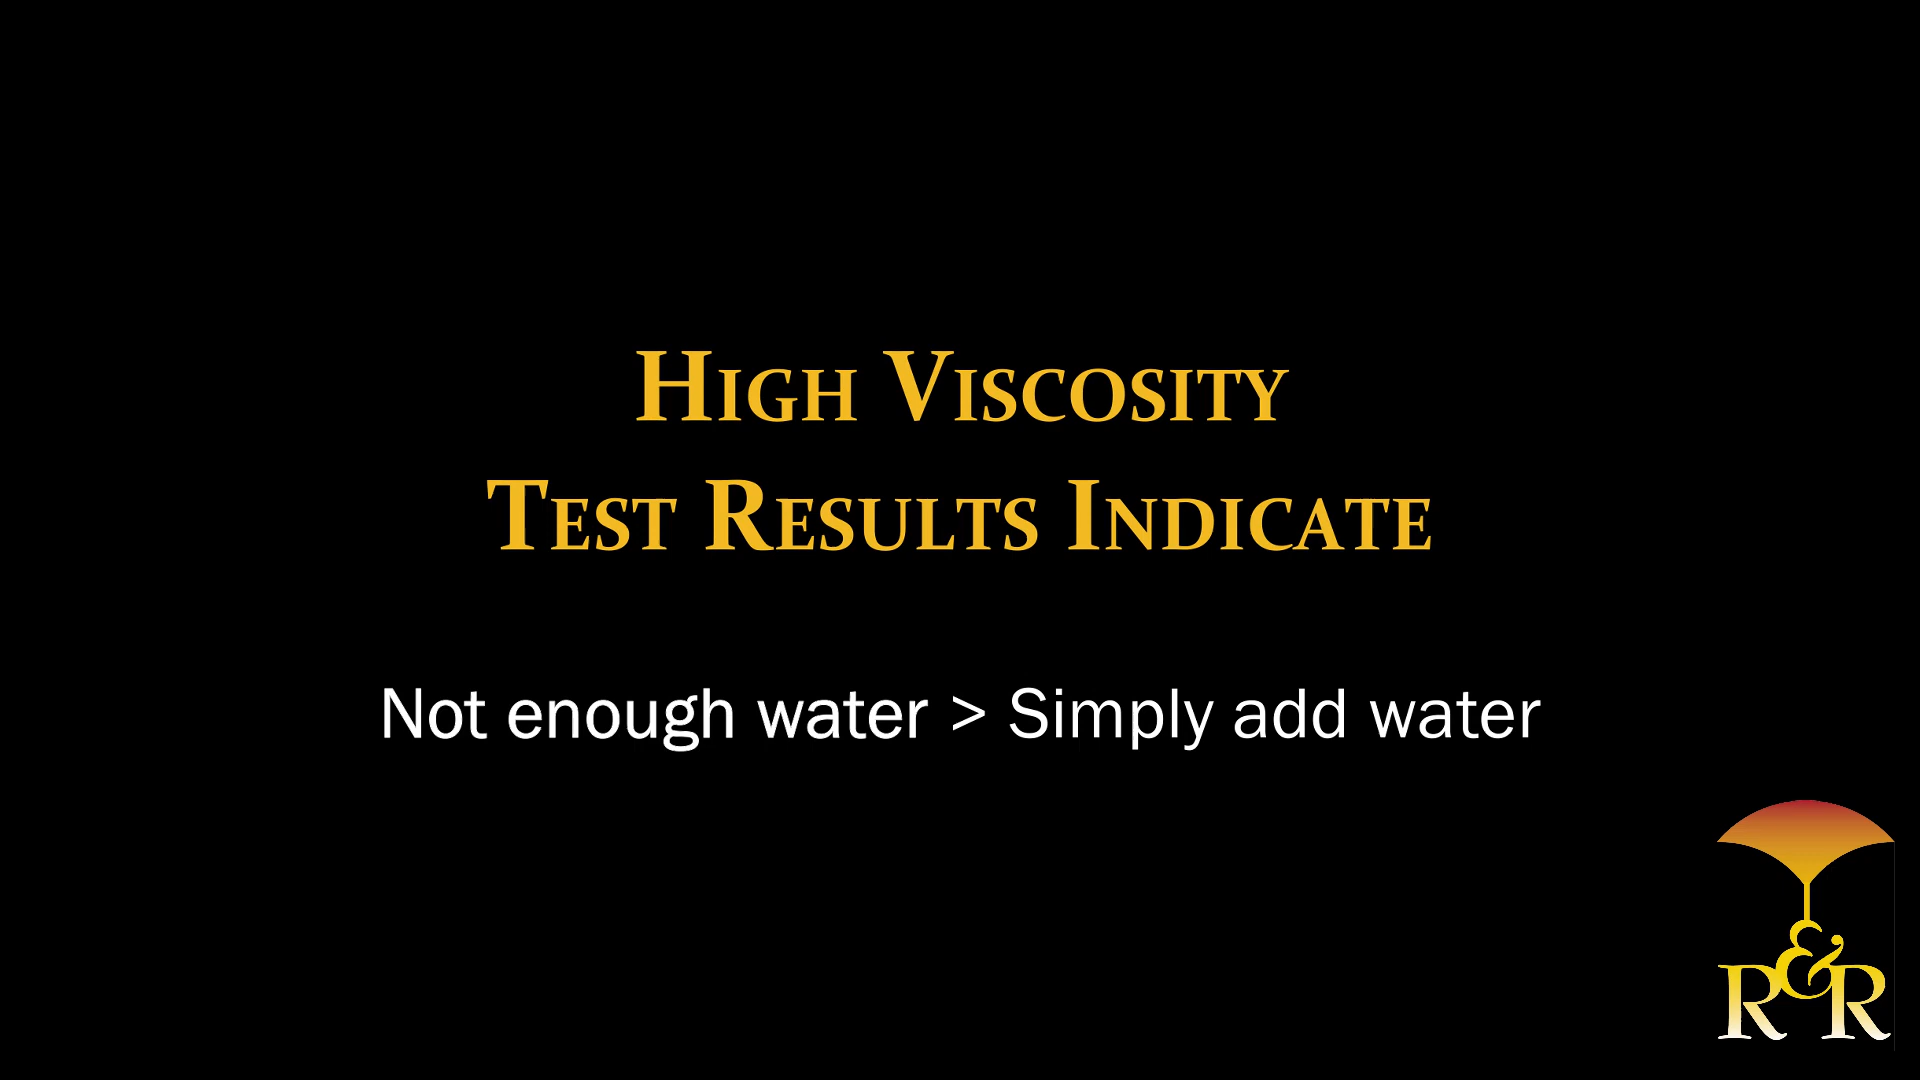 High Viscosity
Test Results Indicate
Not enough water > Simply add water
R&R